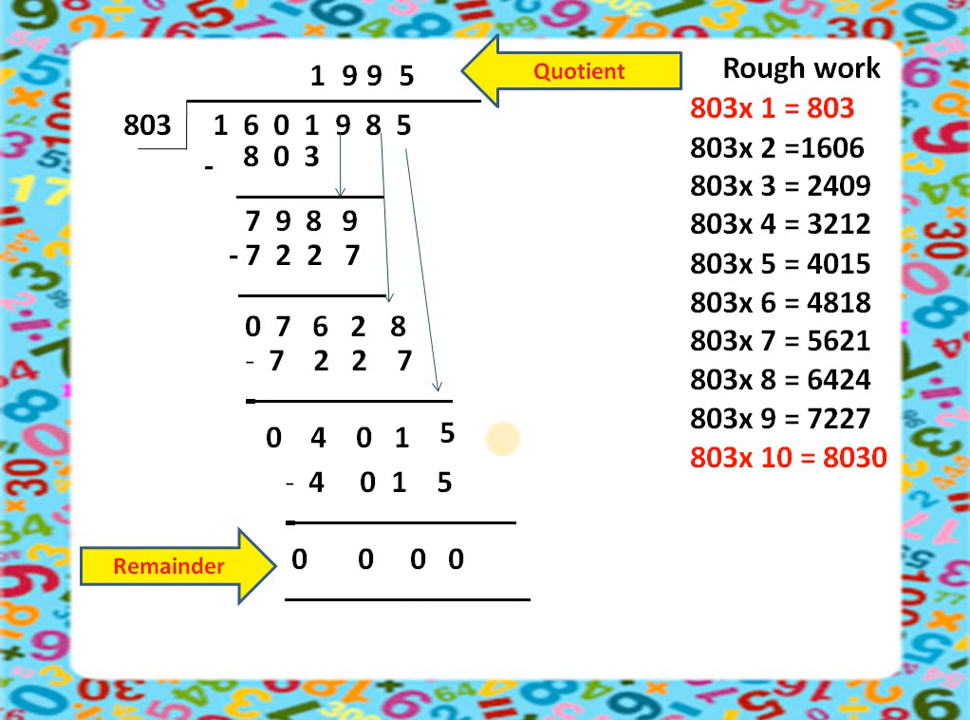 1 9 9 5
Quotient
803 1 6 0 1 9 8 5
- 8 0 3
7 9 8 9
- 7 2 2 7
0 7 6 2 8
- 7 2 2 7
0 4 0 1 5
- 4 0 1 5
Remainder
0 0 0 0
Rough work
803x 1 = 803
803x 2 =1606
803x 3 = 2409
803x 4 = 3212
803x 5 = 4015
803x 6 = 4818
803x 7 = 5621
803x 8 = 6424
803x 9 = 7227
803x 10 = 8030